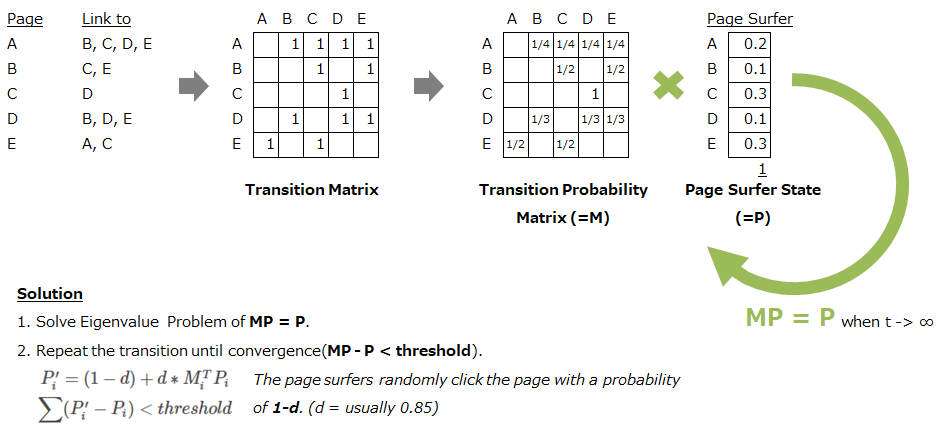 Page Link to
A B, C, D, E
B C, E
C D
D B, D, E
E A, C
A B C D E
A 1 1 1 1
B 1 1
C 1
D 1 1 1
E 1 1
Transition Matrix
A B C D E
A 1/4 1/4 1/4 1/4
B 1/2 1/2
C 1
D 1/3 1/3 1/3
E 1/2 1/2
Transition Probability
Matrix (=M)
Page Surfer
A 0.2
B 0.1
C 0.3
D 0.1
E 0.3
1
Page Surfer State
(=P)
MP = P when t -> ∞
Solution
1. Solve Eigenvalue Problem of MP = P.
2. Repeat the transition until convergence(MP - P < threshold).
P′ᵢ = (1 − d) + d ∗ Mᵢᵀ Pᵢ The page surfers randomly click the page with a probability
∑(P′ᵢ − Pᵢ) < threshold of 1-d. (d = usually 0.85)